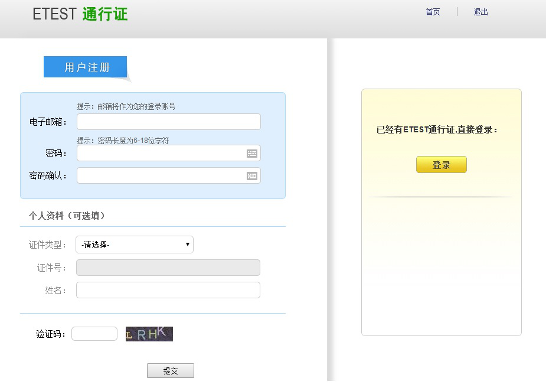 ETEST 通行证
首页
退出
用户注册
提示：邮箱将作为您的登录账号
电子邮箱：
提示：密码长度为6-18位字符
密码：
密码确认：
个人资料（可选填）
证件类型：
-请选择-
证件号：
姓名：
验证码：
LRHK
提交
已经有ETEST通行证,直接登录：
登录